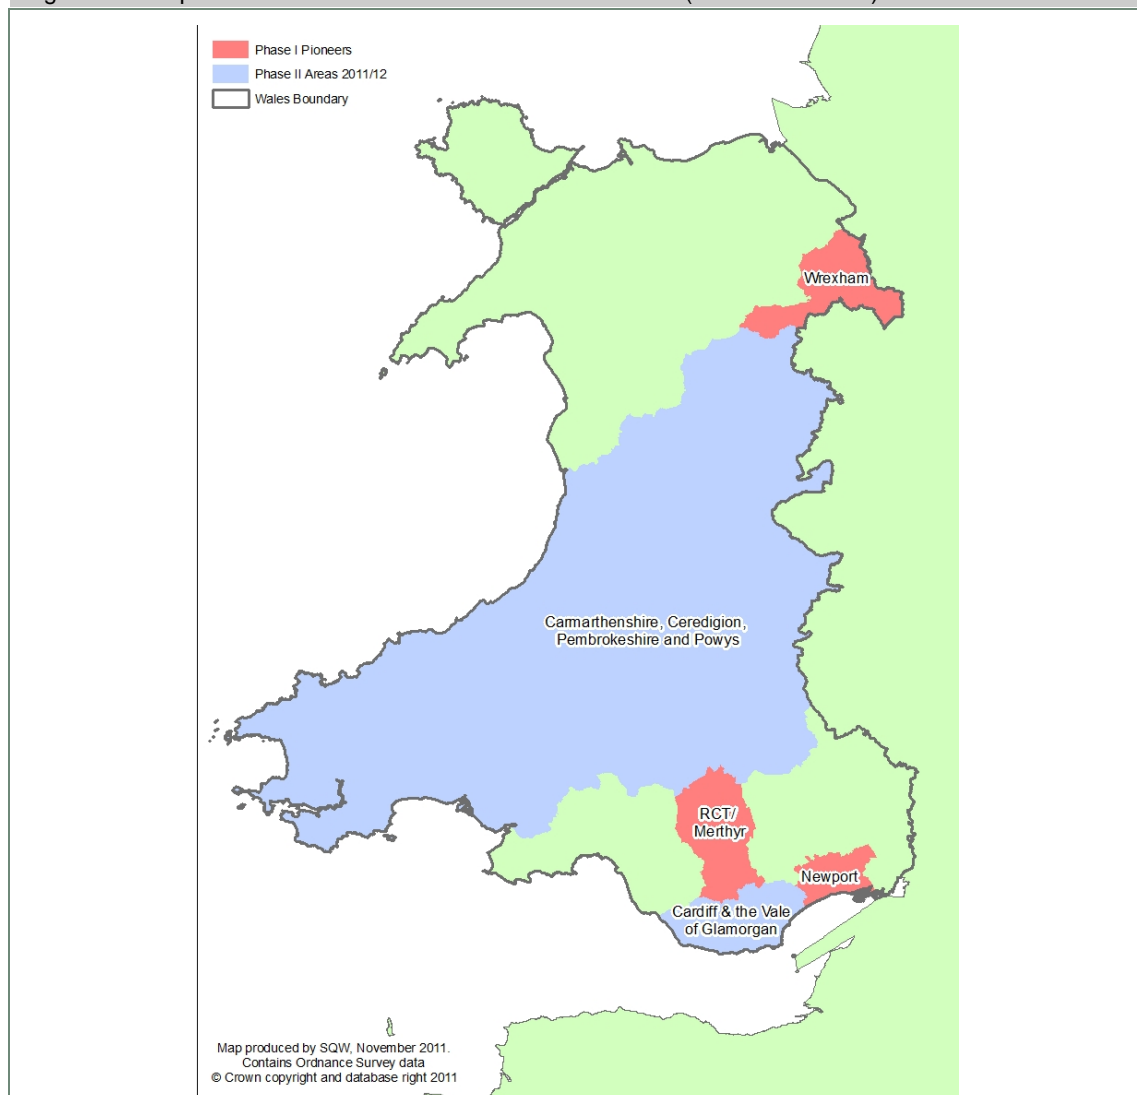 Phase I Pioneers
Phase II Areas 2011/12
Wales Boundary
Wrexham
Carmarthenshire, Ceredigion,
Pembrokeshire and Powys
RCT/
Merthyr
Newport
Cardiff & the Vale
of Glamorgan
Map produced by SQW, November 2011.
Contains Ordnance Survey data
© Crown copyright and database right 2011